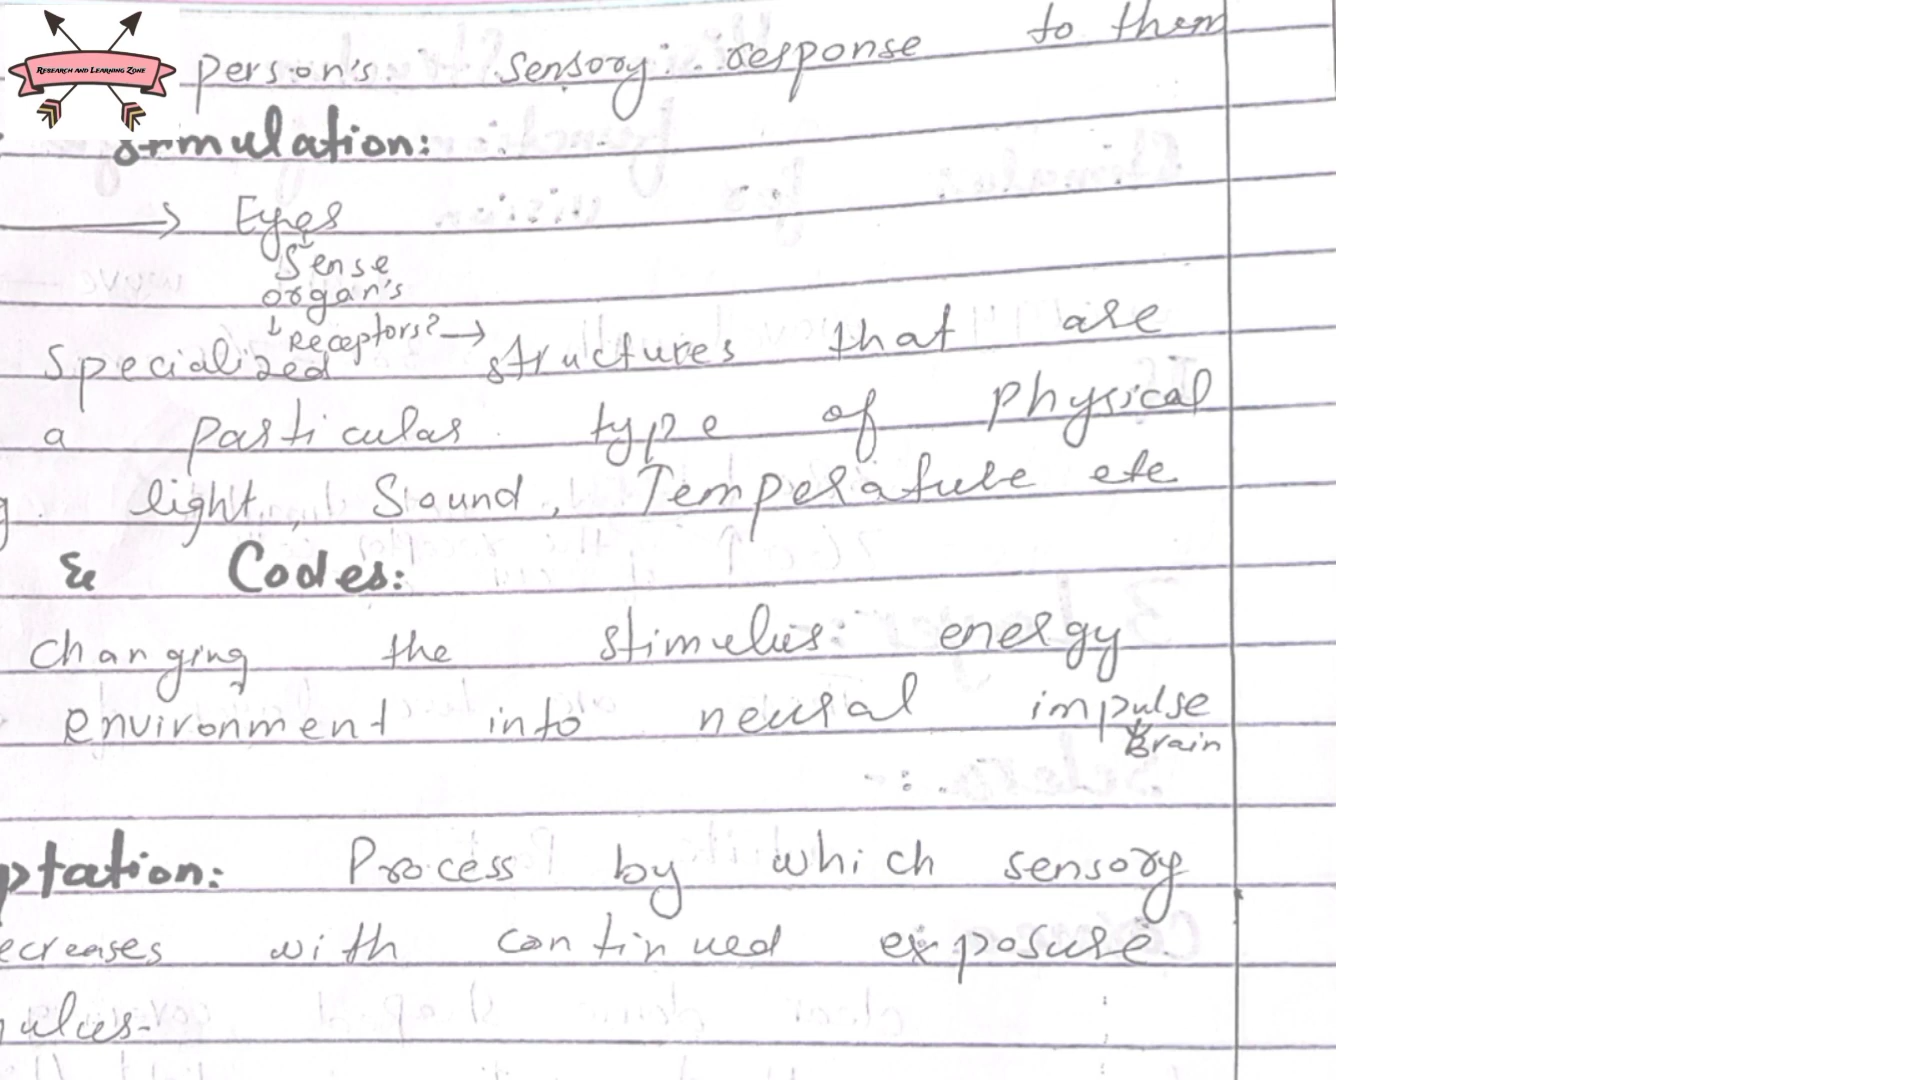 RESEARCH AND LEARNING ZONE
person's sensory response to them
stimulation:
→ Eyes
↓
Sense
organ's
↓ Receptors? →
specialized structures that are
a particular type of physical
light, Sound, Temperature etc
& Codes:
changing the stimulus energy
environment into neural impulse
↓
Brain
ptation: Process by which sensory
ecreases with continued exposure
ulus.